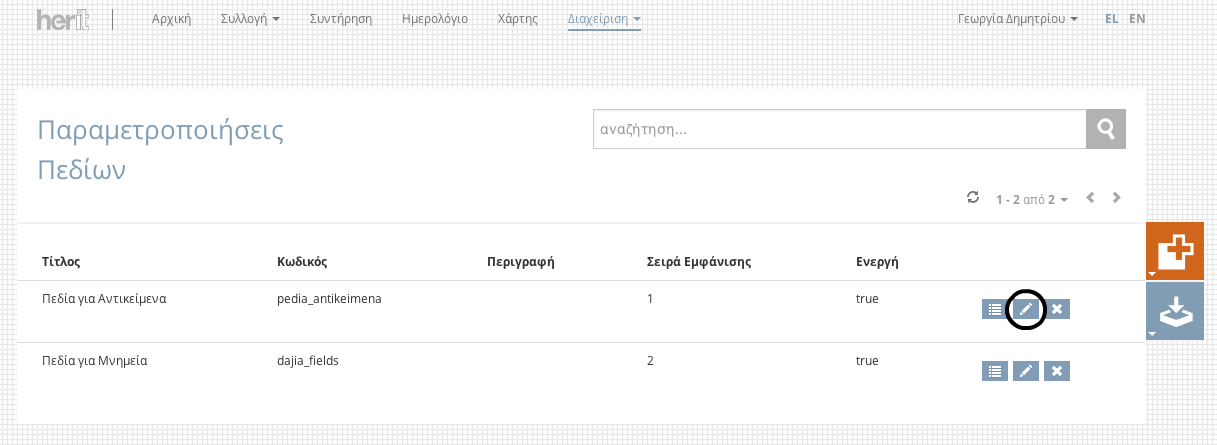 herit Αρχική Συλλογή Συντήρηση Ημερολόγιο Χάρτης Διαχείριση Γεωργία Δημητρίου EL EN
Παραμετροποιήσεις
Πεδίων
αναζήτηση...
1 - 2 από 2
Τίτλος Κωδικός Περιγραφή Σειρά Εμφάνισης Ενεργή
Πεδία για Αντικείμενα pedia_antikeimena 1 true
Πεδία για Μνημεία dajia_fields 2 true